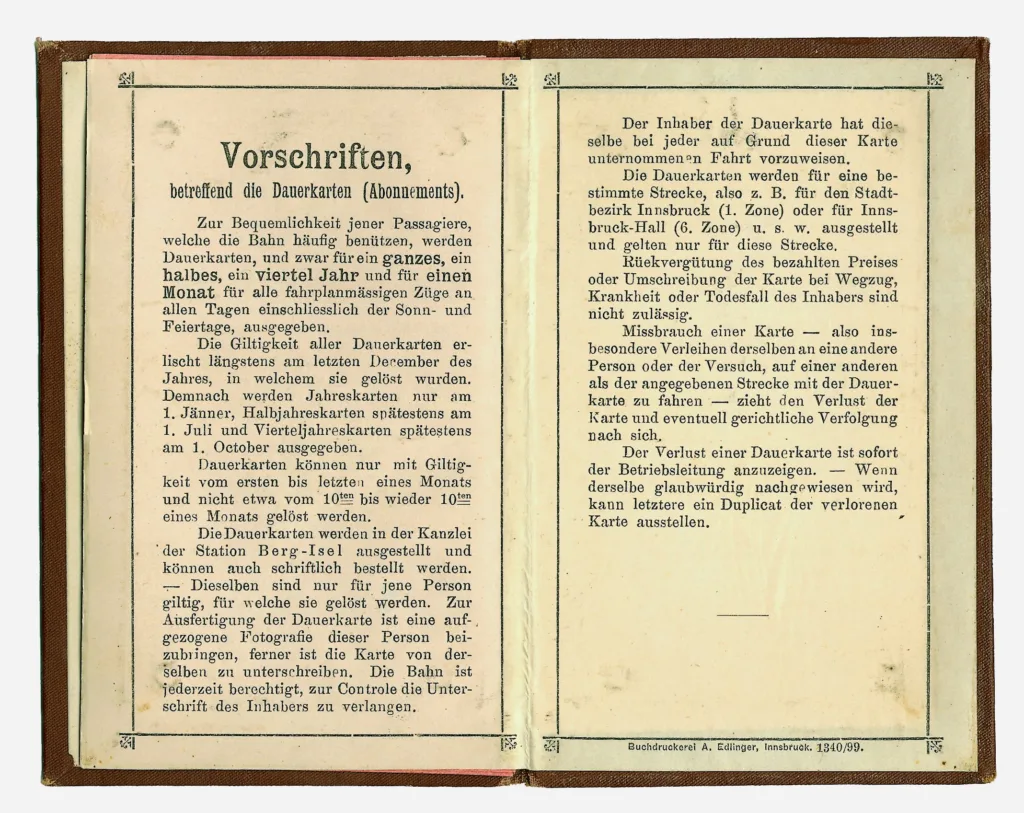 Vorschriften,
betreffend die Dauerkarten (Abonnements).
Zur Bequemlichkeit jener Passagiere,
welche die Bahn häufig benützen, werden
Dauerkarten, und zwar für ein ganzes, ein
halbes, ein viertel Jahr und für einen
Monat für alle fahrplanmässigen Züge an
allen Tagen einschliesslich der Sonn- und
Feiertage, ausgegeben.
Die Giltigkeit aller Dauerkarten er-
lischt längstens am letzten December des
Jahres, in welchem sie gelöst wurden.
Demnach werden Jahreskarten nur am
1. Jänner, Halbjahreskarten spätestens am
1. Juli und Vierteljahreskarten spätestens
am 1. October ausgegeben.
Dauerkarten können nur mit Giltig-
keit vom ersten bis letzten eines Monats
und nicht etwa vom 10ten bis wieder 10ten
eines Monats gelöst werden.
Die Dauerkarten werden in der Kanzlei
der Station Berg-Isel ausgestellt und
können auch schriftlich bestellt werden.
— Dieselben sind nur für jene Person
giltig, für welche sie gelöst werden. Zur
Ausfertigung der Dauerkarte ist eine auf-
gezogene Fotografie dieser Person bei-
zubringen, ferner ist die Karte von der-
selben zu unterschreiben. Die Bahn ist
jederzeit berechtigt, zur Controle die Unter-
schrift des Inhabers zu verlangen.
Der Inhaber der Dauerkarte hat die-
selbe bei jeder auf Grund dieser Karte
unternommenen Fahrt vorzuweisen.
Die Dauerkarten werden für eine be-
stimmte Strecke, also z. B. für den Stadt-
bezirk Innsbruck (1. Zone) oder für Inns-
bruck-Hall (6. Zone) u. s. w. ausgestellt
und gelten nur für diese Strecke.
Rüekvergütung des bezahlten Preises
oder Umschreibung der Karte bei Wegzug,
Krankheit oder Todesfall des Inhabers sind
nicht zulässig.
Missbrauch einer Karte — also ins-
besondere Verleihen derselben an eine andere
Person oder der Versuch, auf einer anderen
als der angegebenen Strecke mit der Dauer-
karte zu fahren — zieht den Verlust der
Karte und eventuell gerichtliche Verfolgung
nach sich.
Der Verlust einer Dauerkarte ist sofort
der Betriebsleitung anzuzeigen. — Wenn
derselbe glaubwürdig nachgewiesen wird,
kann letztere ein Duplicat der verlorenen
Karte ausstellen.
Buchdruckerei A. Edlinger, Innsbruck. 1340/99.